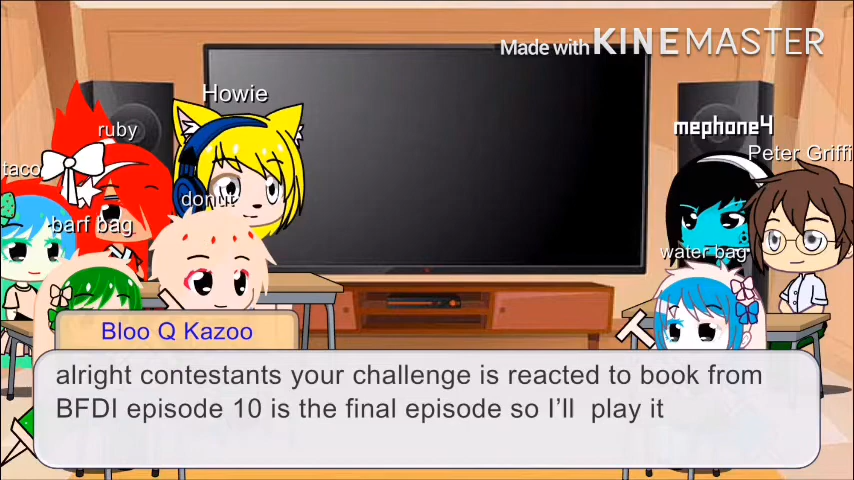 Made with KINEMASTER
Howie
ruby
mephone4
Peter Griffi
taco
donut
barf bag
water bag
Bloo Q Kazoo
alright contestants your challenge is reacted to book from
BFDI episode 10 is the final episode so I'll play it